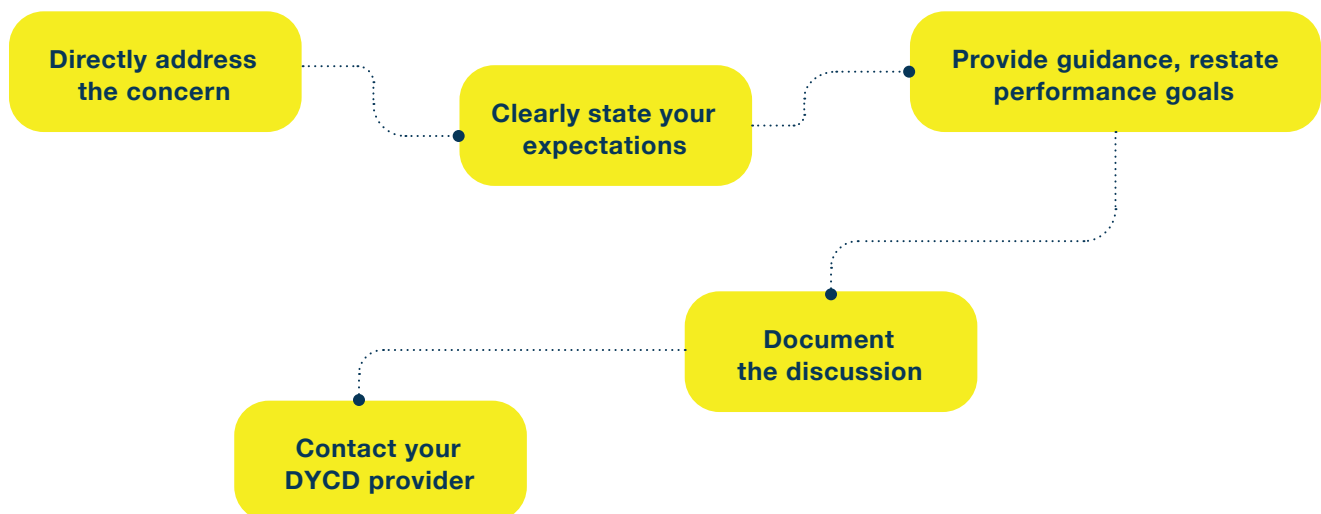 Directly address
the concern
Clearly state your
expectations
Provide guidance, restate
performance goals
Document
the discussion
Contact your
DYCD provider